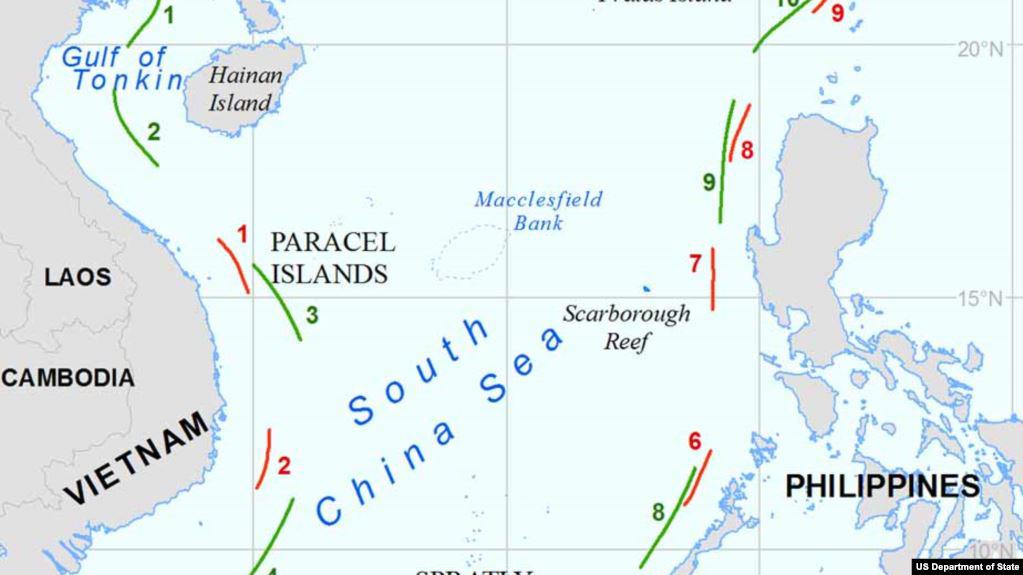 10
Pratas Island
9
1
20°N
Gulf of
Tonkin
Hainan
Island
2
8
9
Macclesfield
Bank
1
PARACEL
ISLANDS
7
LAOS
3
15°N
Scarborough
Reef
South
China Sea
CAMBODIA
VIETNAM
2
6
PHILIPPINES
8
10°N
4
SPRATLY
US Department of State